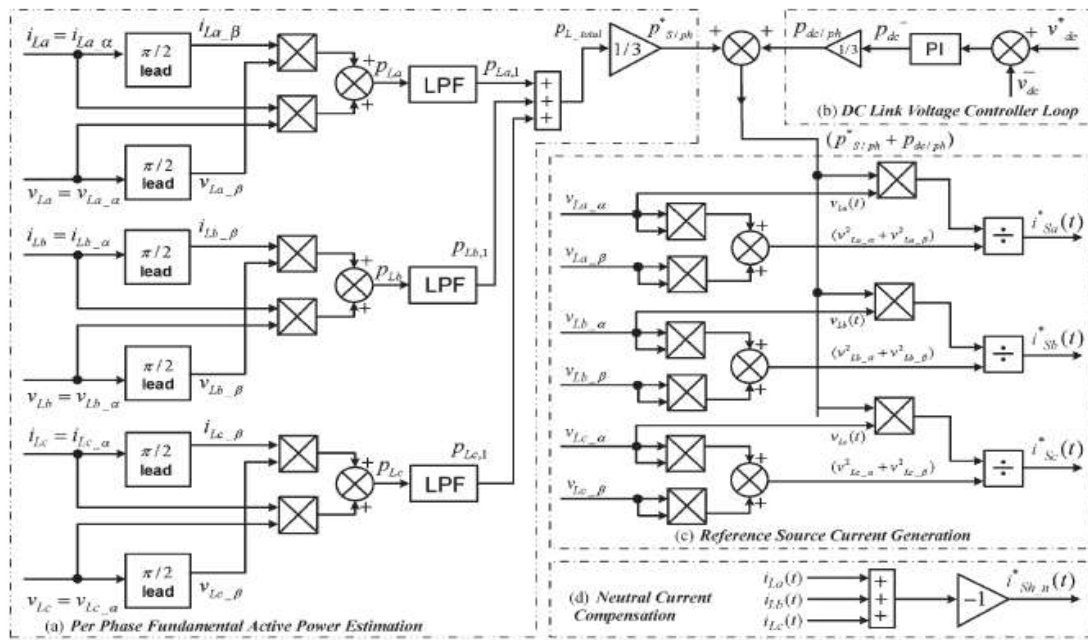 i_La = i_La_α
π/2
lead
i_La_β
+
+
p_La
LPF
p_La,1
π/2
lead
v_La = v_La_α
v_La_β
i_Lb = i_Lb_α
π/2
lead
i_Lb_β
+
+
p_Lb
LPF
p_Lb,1
π/2
lead
v_Lb = v_Lb_α
v_Lb_β
i_Lc = i_Lc_α
π/2
lead
i_Lc_β
+
+
p_Lc
LPF
p_Lc,1
π/2
lead
v_Lc = v_Lc_α
v_Lc_β
(a) Per Phase Fundamental Active Power Estimation
+
+
+
p_L_total
1/3
p*_S/ph
+
+
p_dc/ph
1/3
p_dc^-
PI
+
v*_dc
-
v_dc
(b) DC Link Voltage Controller Loop
(p*_S/ph + p_dc/ph)
v_La_α
v_La(t)
+
(v²_La_α + v²_La_β)
÷
i*_Sa(t)
v_La_β
+
v_Lb_α
v_Lb(t)
+
(v²_Lb_α + v²_Lb_β)
÷
i*_Sb(t)
v_Lb_β
+
v_Lc_α
v_Lc(t)
+
(v²_Lc_α + v²_Lc_β)
÷
i*_Sc(t)
v_Lc_β
+
(c) Reference Source Current Generation
(d) Neutral Current
Compensation
i_La(t)
i_Lb(t)
i_Lc(t)
+
+
+
−1
i*_Sh_n(t)